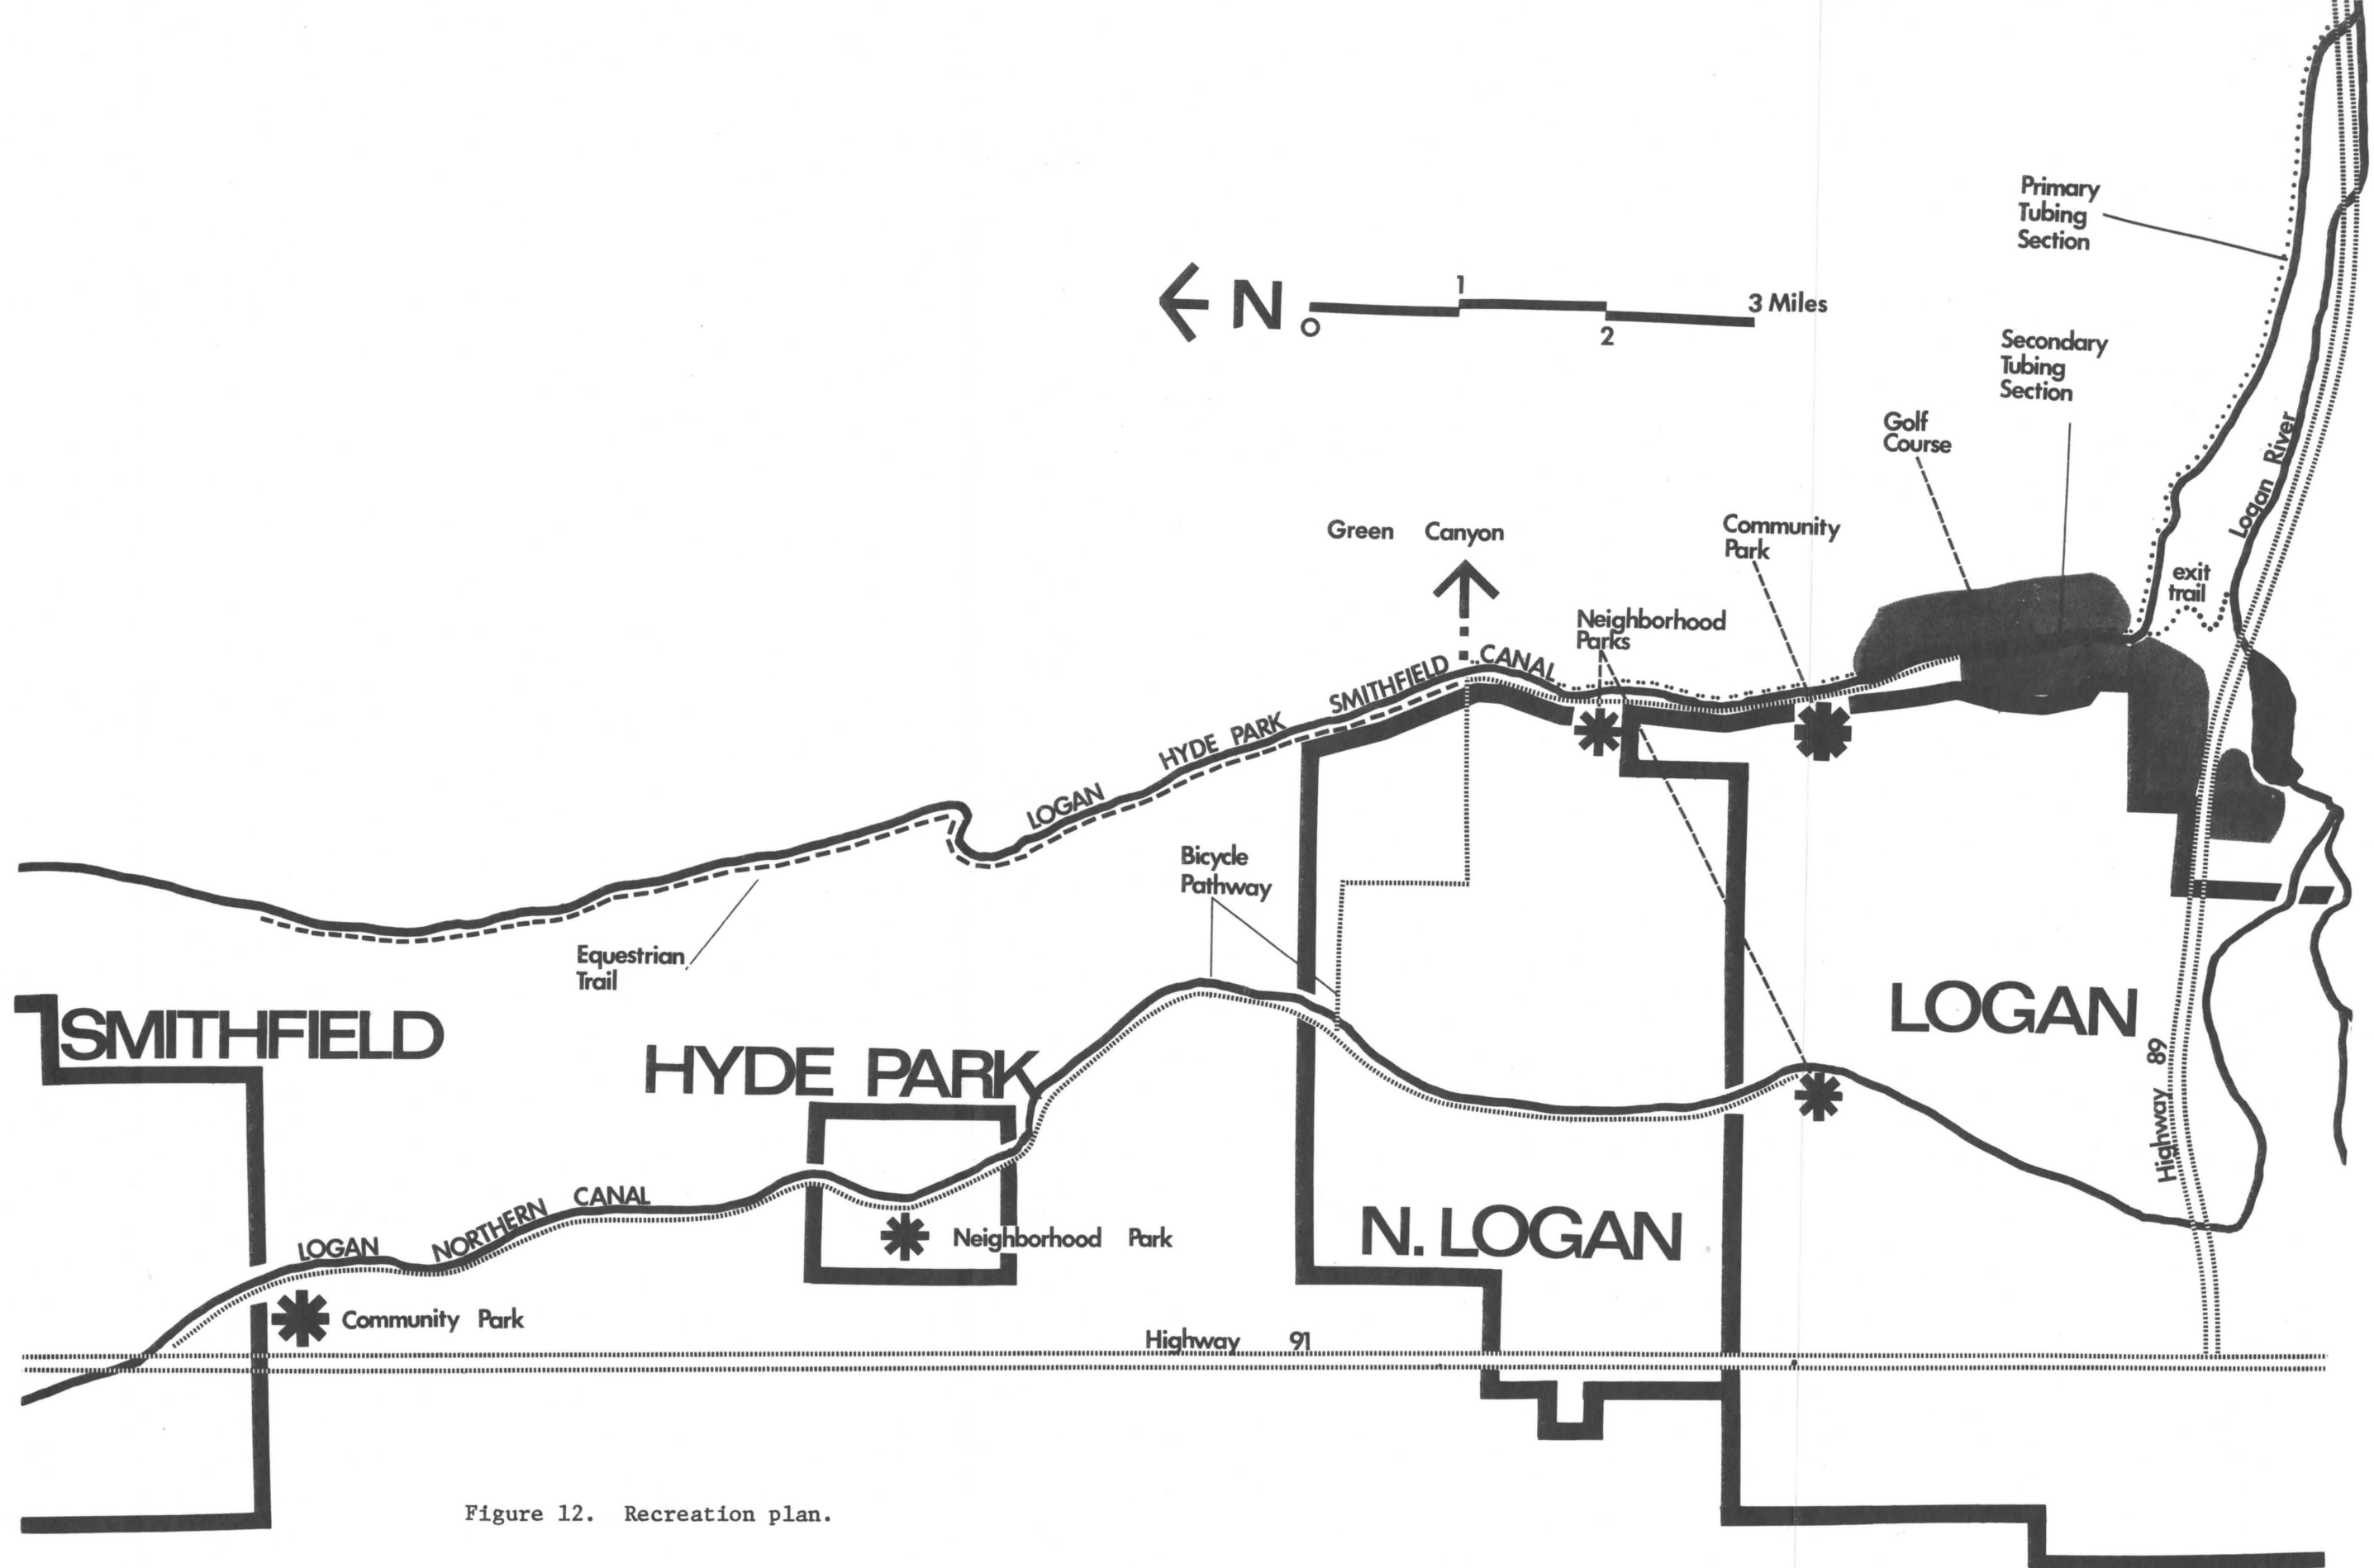 Primary
Tubing
Section
N
0
1
2
3 Miles
Secondary
Tubing
Section
Golf
Course
Logan River
Green Canyon
Community
Park
exit
trail
Neighborhood
Parks
LOGAN HYDE PARK SMITHFIELD CANAL
Bicycle
Pathway
Equestrian
Trail
SMITHFIELD
HYDE PARK
LOGAN
Highway 89
LOGAN NORTHERN CANAL
Neighborhood Park
N. LOGAN
Community Park
Highway 91
Figure 12. Recreation plan.